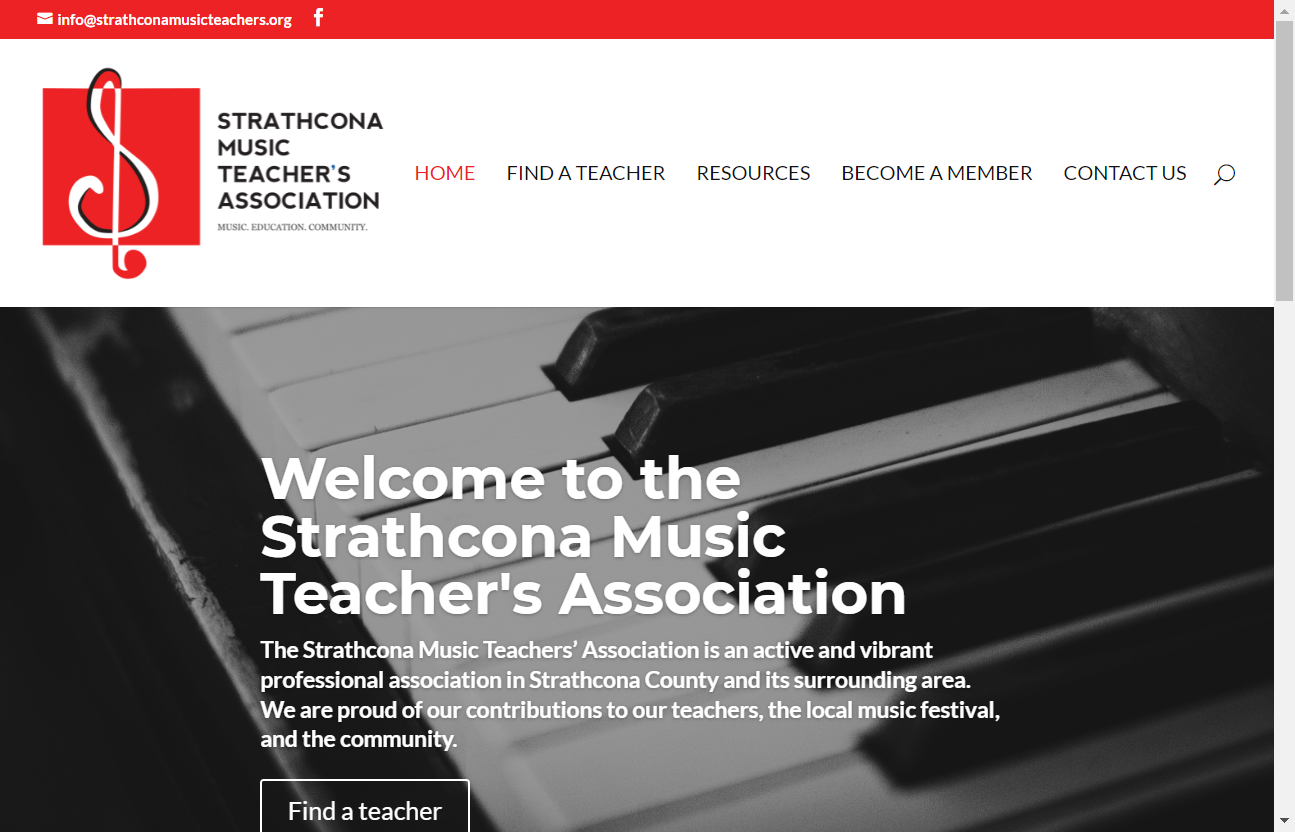 info@strathconamusicteachers.org
STRATHCONA
MUSIC
TEACHER'S
ASSOCIATION
MUSIC. EDUCATION. COMMUNITY.
HOME FIND A TEACHER RESOURCES BECOME A MEMBER CONTACT US
Welcome to the
Strathcona Music
Teacher's Association
The Strathcona Music Teachers’ Association is an active and vibrant
professional association in Strathcona County and its surrounding area.
We are proud of our contributions to our teachers, the local music festival,
and the community.
Find a teacher